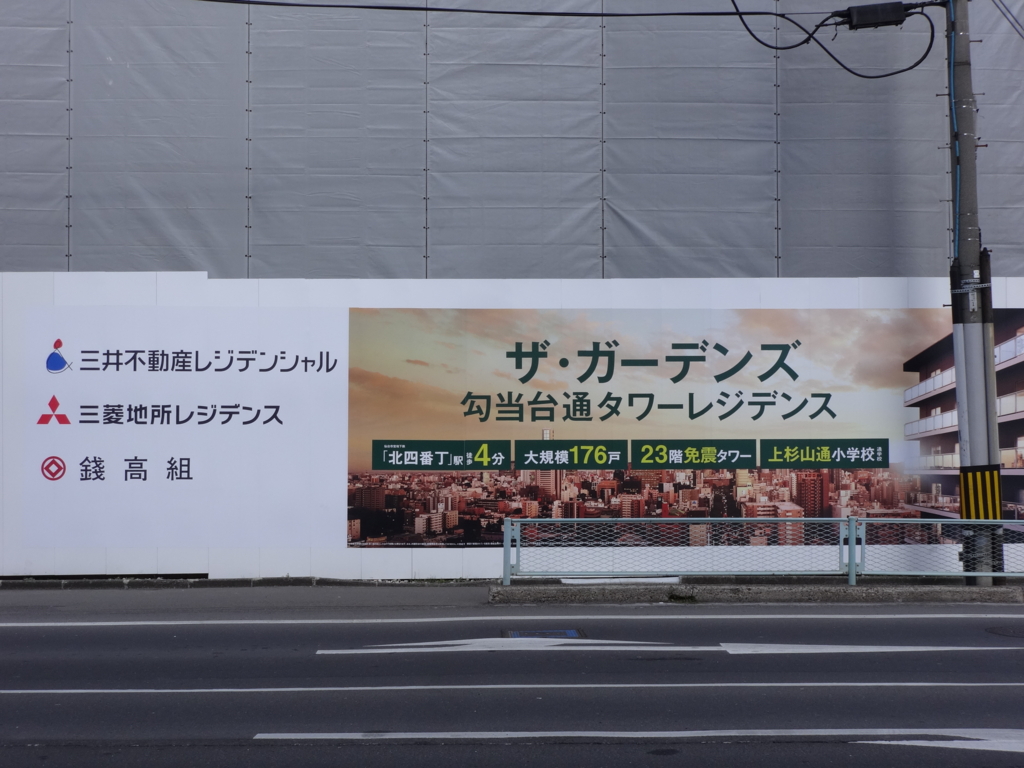 三井不動産レジデンシャル
三菱地所レジデンス
錢高組
ザ・ガーデンズ
勾当台通タワーレジデンス
「北四番丁」駅 徒歩4分
大規模176戸
23階免震タワー
上杉山通小学校